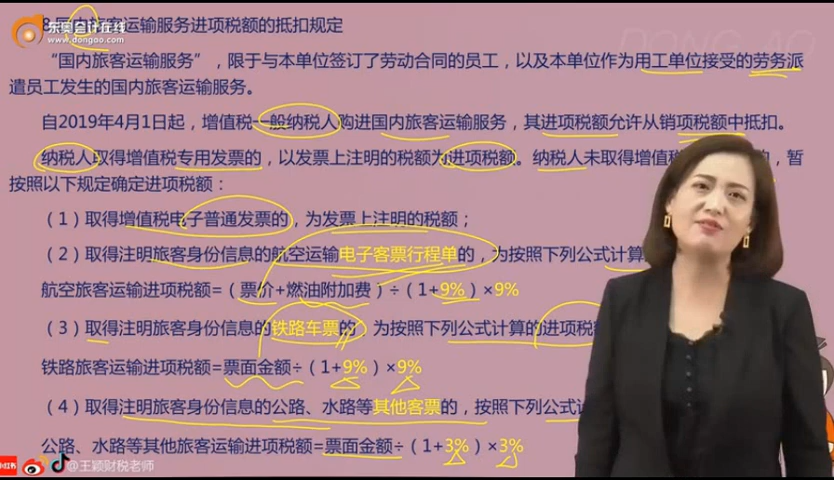 东奥会计在线
8.国内旅客运输服务进项税额的抵扣规定
DONG AO
“国内旅客运输服务”，限于与本单位签订了劳动合同的员工，以及本单位作为用工单位接受的劳务派
遣员工发生的国内旅客运输服务。
自2019年4月1日起，增值税一般纳税人购进国内旅客运输服务，其进项税额允许从销项税额中抵扣。
纳税人取得增值税专用发票的，以发票上注明的税额为进项税额。纳税人未取得增值税 的，暂
按照以下规定确定进项税额：
（1）取得增值税电子普通发票的，为发票上注明的税额；
（2）取得注明旅客身份信息的航空运输电子客票行程单的，为按照下列公式计算
航空旅客运输进项税额=（票价+燃油附加费）÷（1+9%）×9%
（3）取得注明旅客身份信息的铁路车票的 为按照下列公式计算的进项税
铁路旅客运输进项税额=票面金额÷（1+9%）×9%
（4）取得注明旅客身份信息的公路、水路等其他客票的，按照下列公式
公路、水路等其他旅客运输进项税额=票面金额÷（1+3%）×3%
小红书 @王颖财税老师